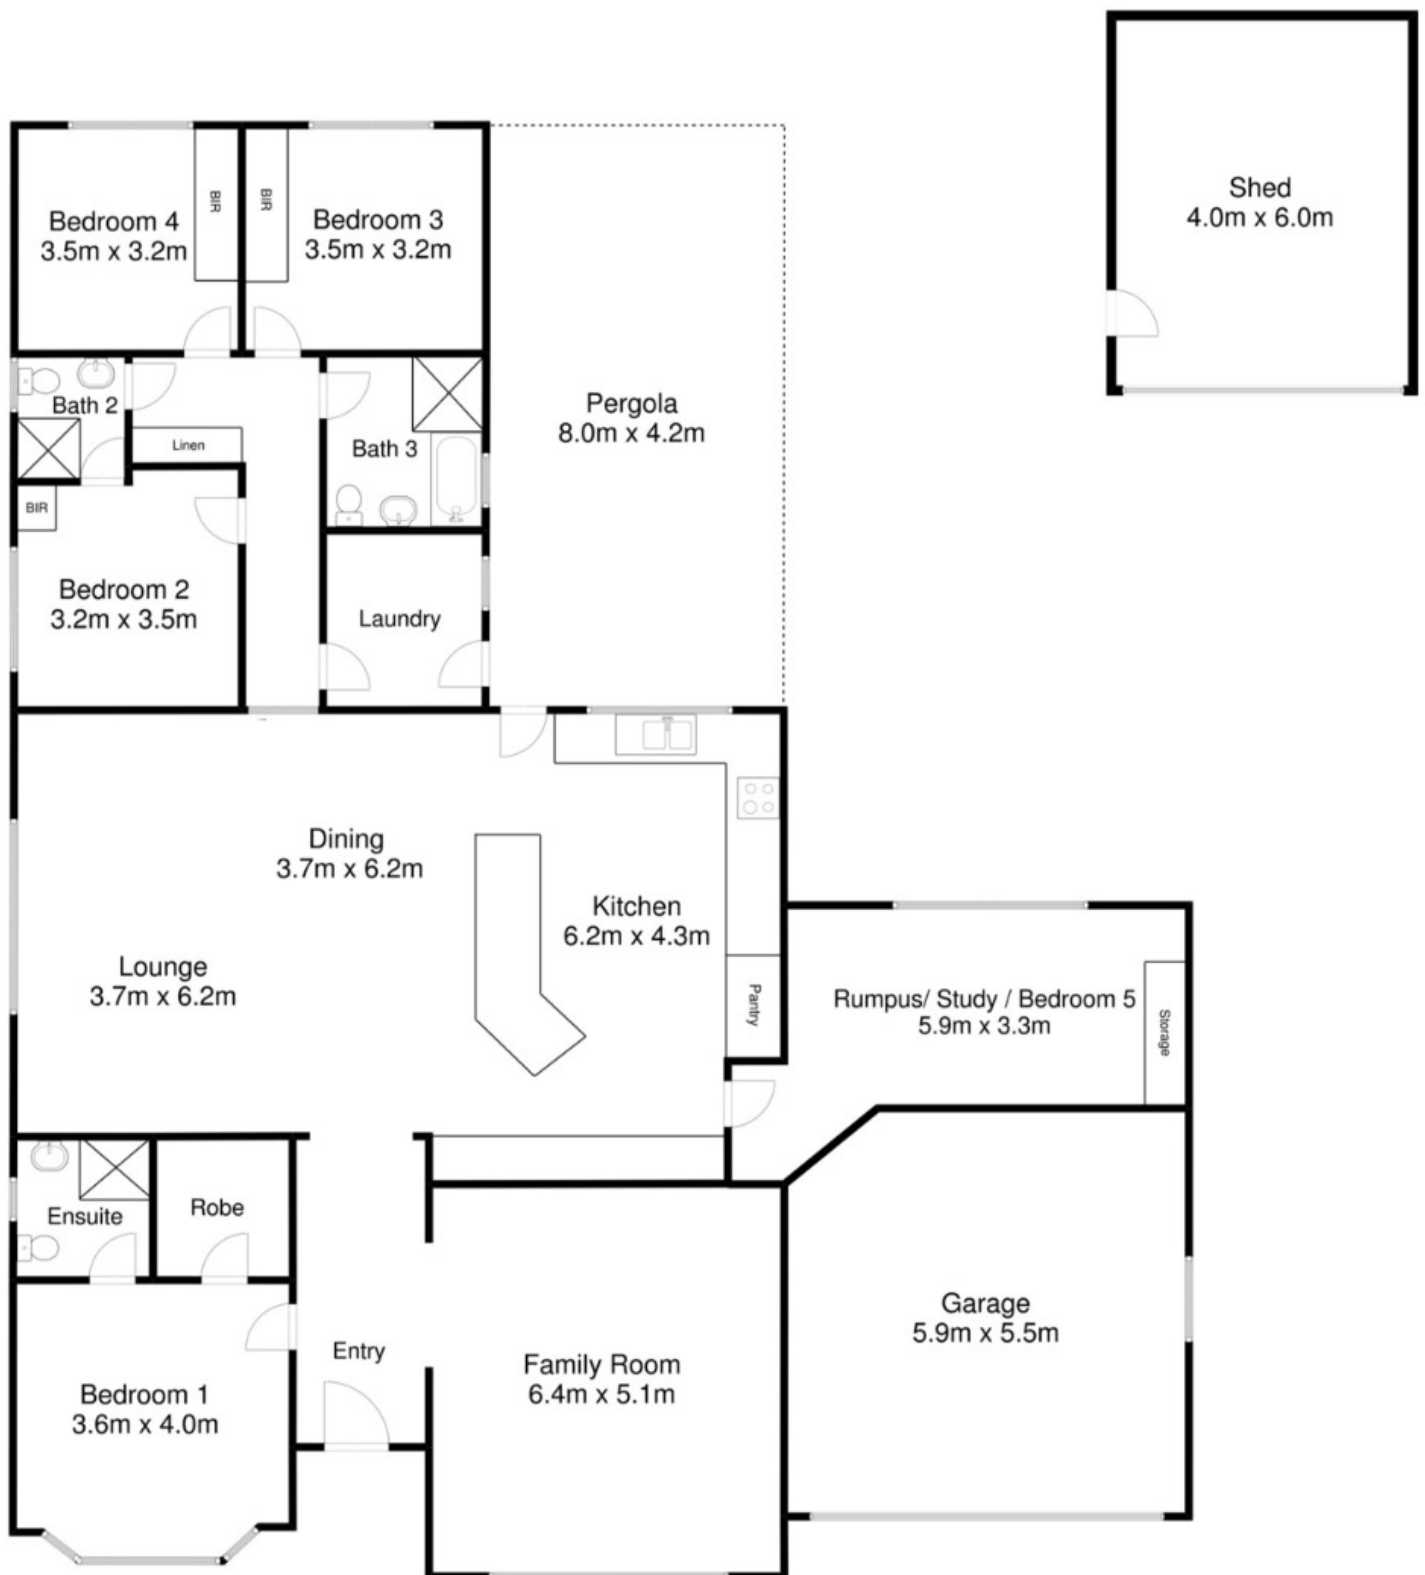 Shed
4.0m x 6.0m
Bedroom 4
3.5m x 3.2m
BIR
BIR
Bedroom 3
3.5m x 3.2m
Bath 2
Linen
Bath 3
Pergola
8.0m x 4.2m
BIR
Bedroom 2
3.2m x 3.5m
Laundry
Dining
3.7m x 6.2m
Kitchen
6.2m x 4.3m
Lounge
3.7m x 6.2m
Pantry
Rumpus/ Study / Bedroom 5
5.9m x 3.3m
Storage
Ensuite
Robe
Garage
5.9m x 5.5m
Entry
Family Room
6.4m x 5.1m
Bedroom 1
3.6m x 4.0m